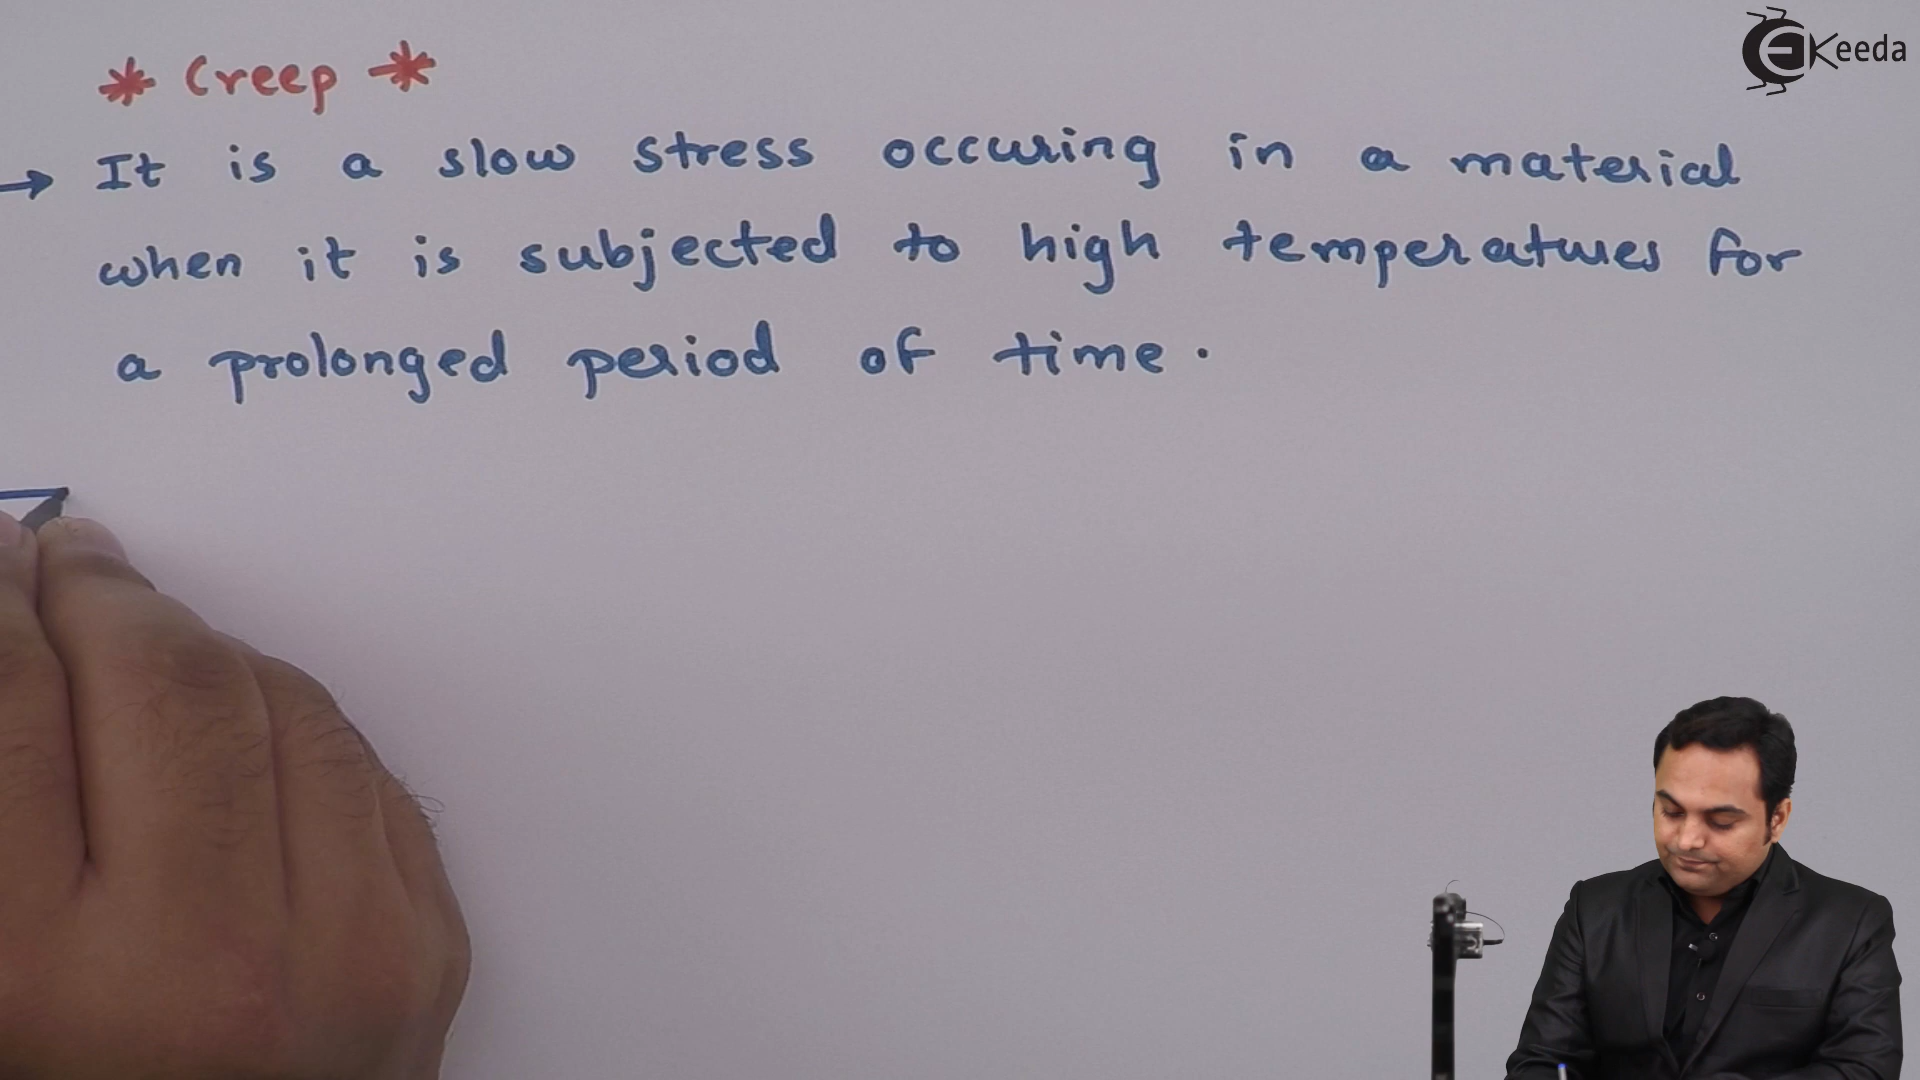 * Creep *
→ It is a slow stress occuring in a material
when it is subjected to high temperatures for
a prolonged period of time.
EKeeda